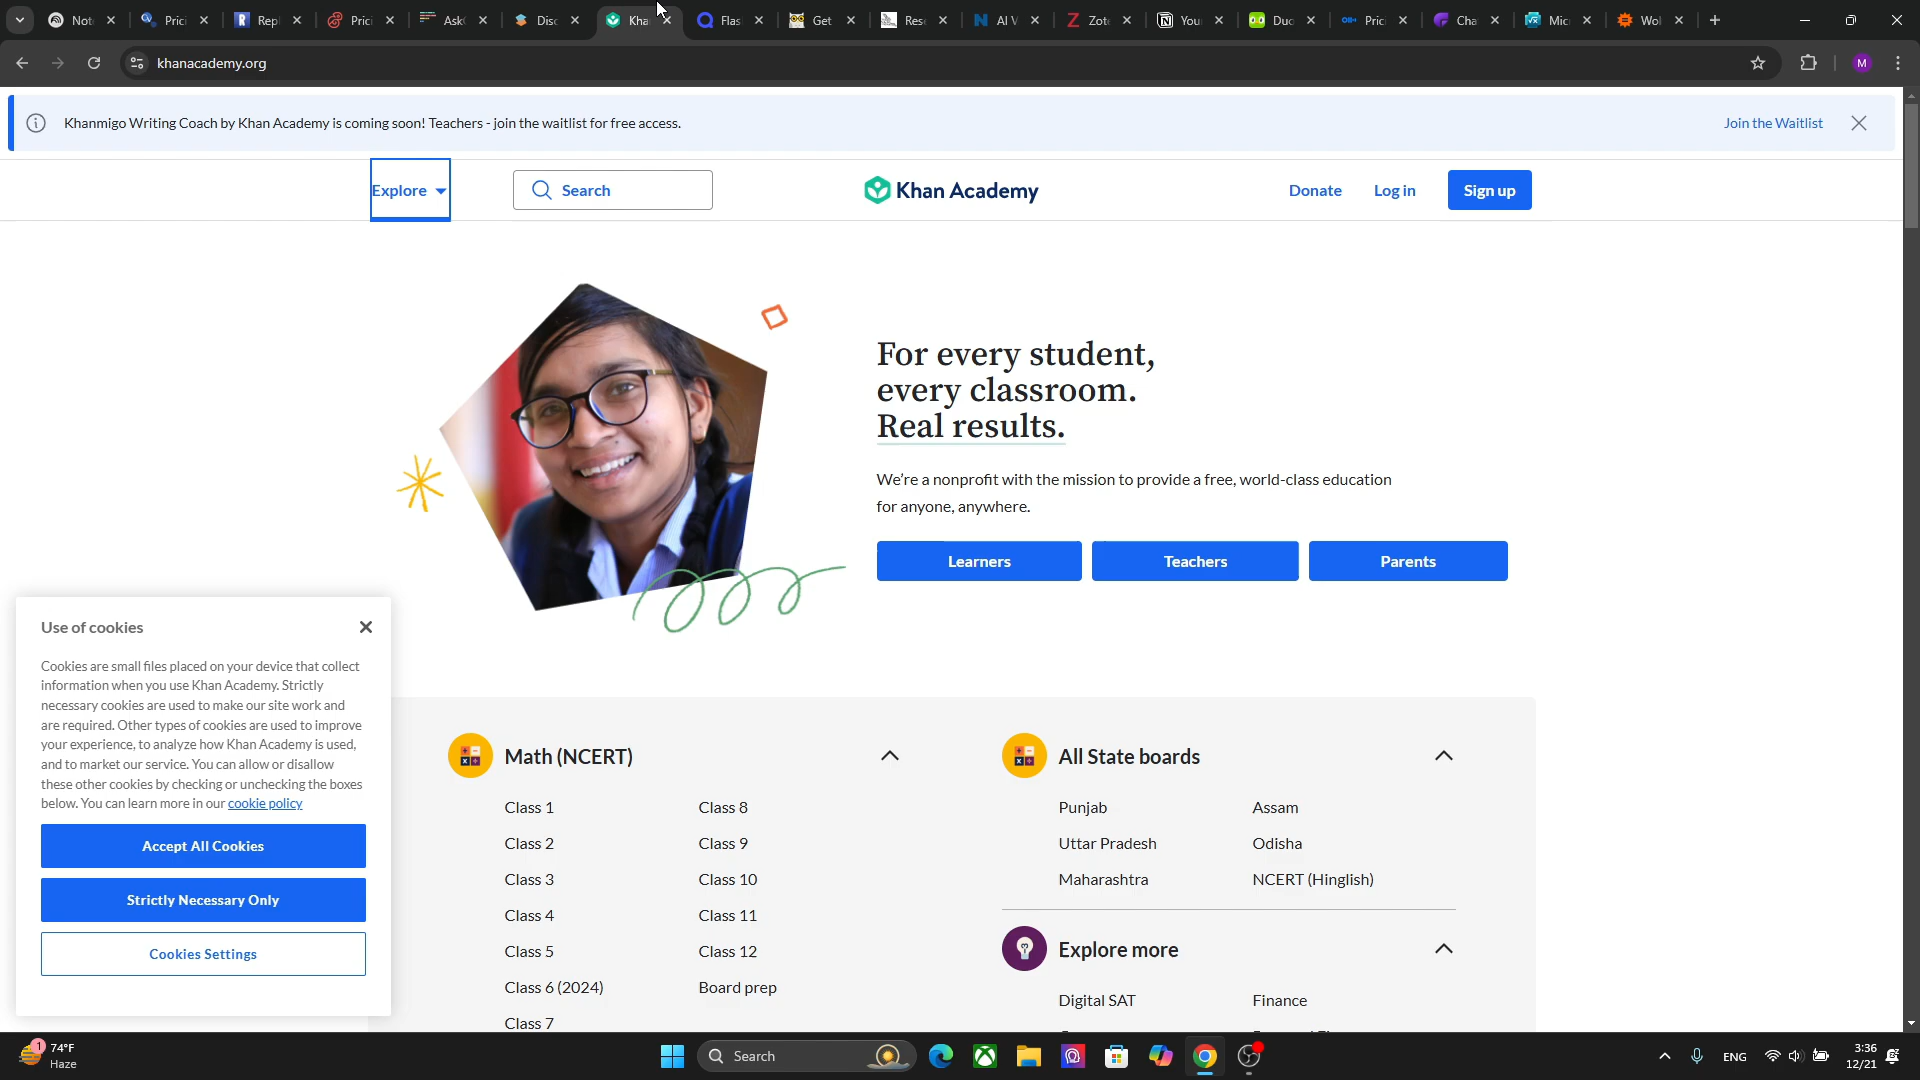 Note
Prici
Repl
Prici
Ask
Disc
Kha
Flas
Get
Res
AI V
Zote
You
Duo
Prici
Cha
Mic
Wol
khanacademy.org
M
Khanmigo Writing Coach by Khan Academy is coming soon! Teachers - join the waitlist for free access.
Join the Waitlist
Explore
Search
Khan Academy
Donate
Log in
Sign up
For every student,
every classroom.
Real results.
We're a nonprofit with the mission to provide a free, world-class education
for anyone, anywhere.
Learners
Teachers
Parents
Use of cookies
Cookies are small files placed on your device that collect
information when you use Khan Academy. Strictly
necessary cookies are used to make our site work and
are required. Other types of cookies are used to improve
your experience, to analyze how Khan Academy is used,
and to market our service. You can allow or disallow
these other cookies by checking or unchecking the boxes
below. You can learn more in our cookie policy
Accept All Cookies
Strictly Necessary Only
Cookies Settings
Math (NCERT)
Class 1
Class 2
Class 3
Class 4
Class 5
Class 6 (2024)
Class 7
Class 8
Class 9
Class 10
Class 11
Class 12
Board prep
All State boards
Punjab
Uttar Pradesh
Maharashtra
Assam
Odisha
NCERT (Hinglish)
Explore more
Digital SAT
Finance
1
74°F
Haze
Search
ENG
3:36
12/21